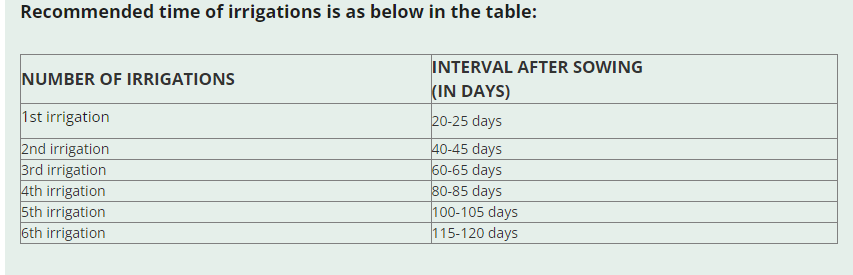 Recommended time of irrigations is as below in the table:
NUMBER OF IRRIGATIONS
INTERVAL AFTER SOWING
(IN DAYS)
1st irrigation
20-25 days
2nd irrigation
40-45 days
3rd irrigation
60-65 days
4th irrigation
80-85 days
5th irrigation
100-105 days
6th irrigation
115-120 days